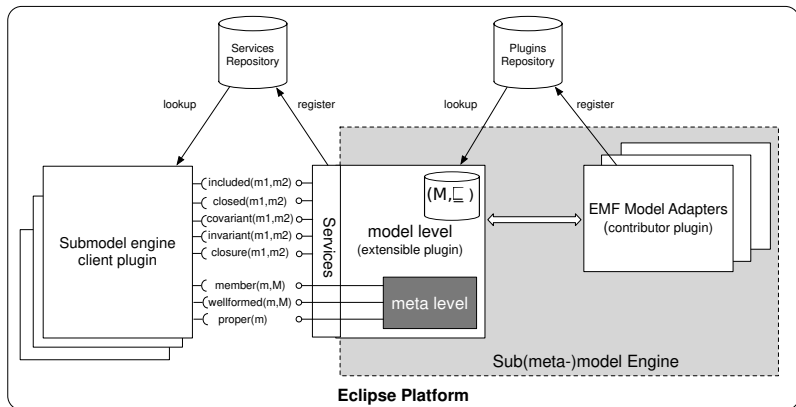 Services
Repository
Plugins
Repository
lookup
register
lookup
register
included(m1,m2)
closed(m1,m2)
covariant(m1,m2)
invariant(m1,m2)
closure(m1,m2)
member(m,M)
wellformed(m,M)
proper(m)
Submodel engine
client plugin
Services
(M,⊑)
model level
(extensible plugin)
meta level
EMF Model Adapters
(contributor plugin)
Sub(meta-)model Engine
Eclipse Platform